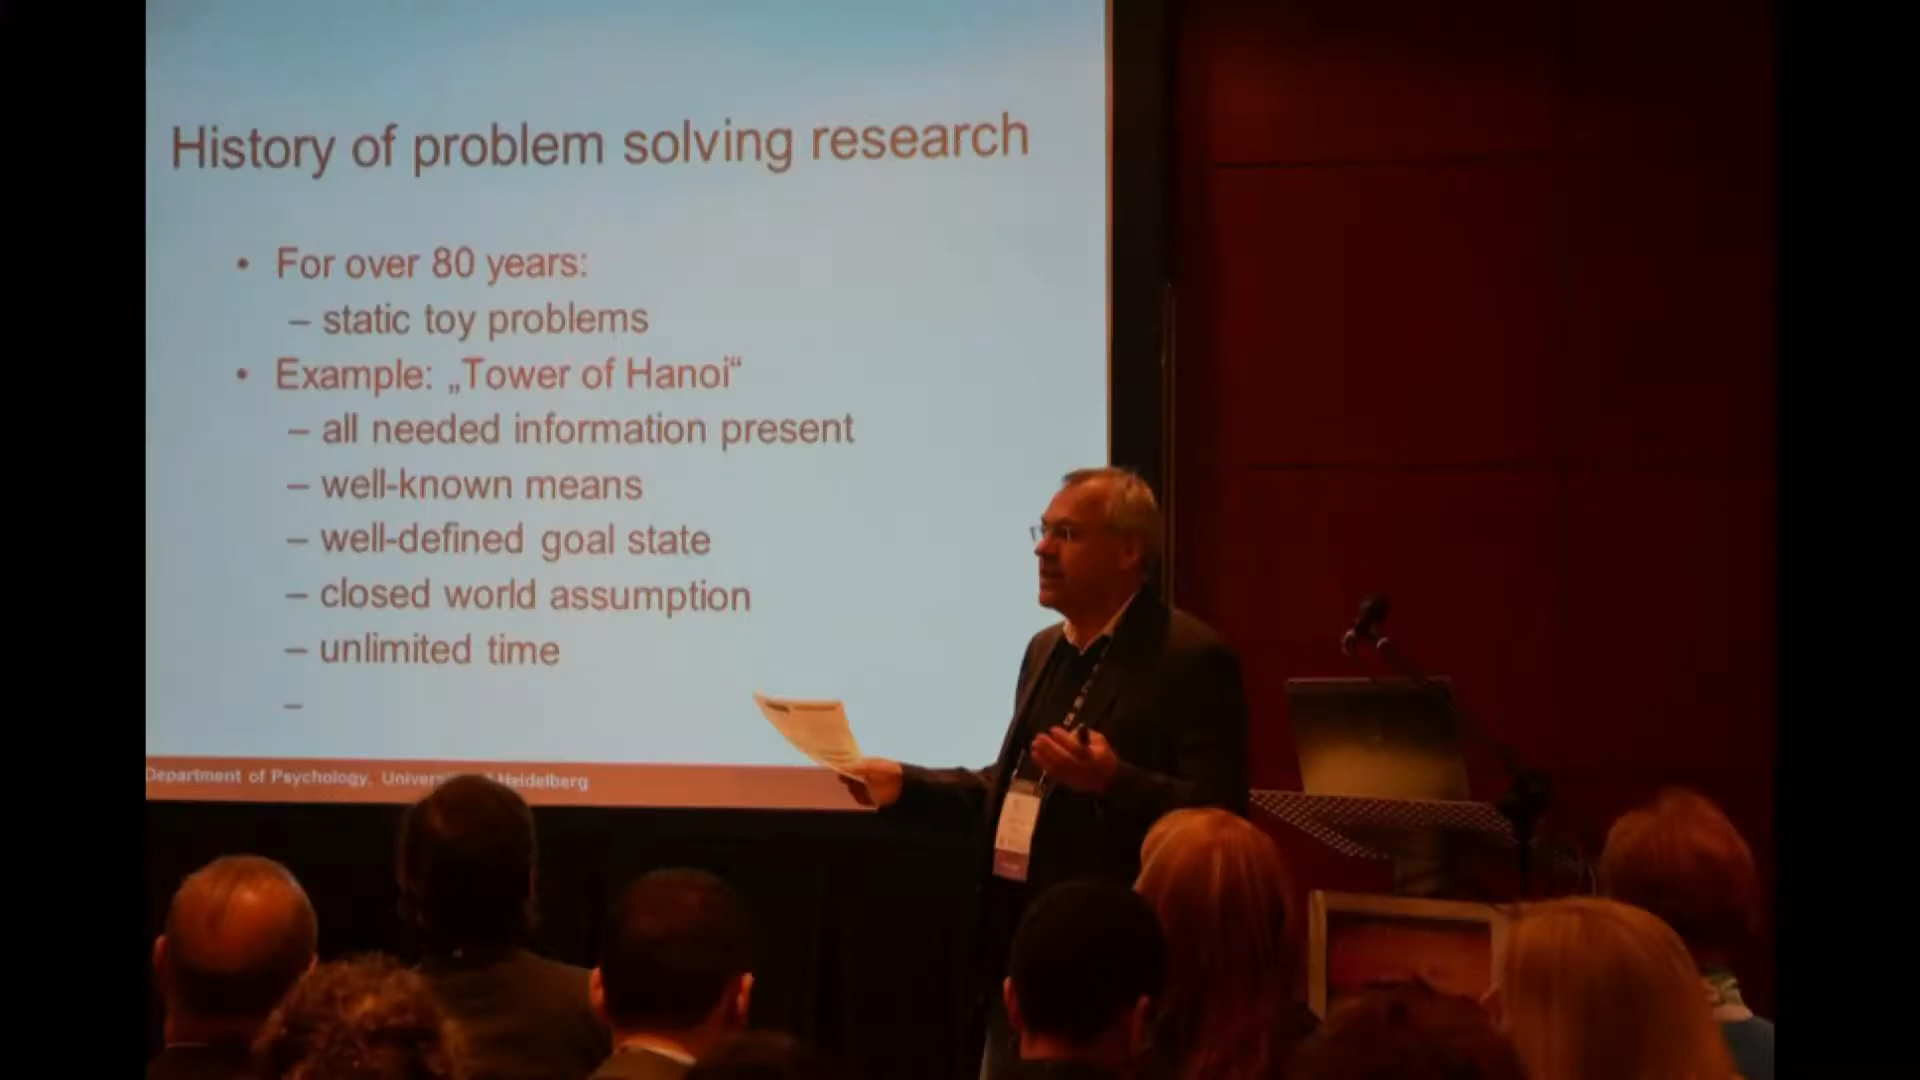 History of problem solving research
• For over 80 years:
– static toy problems
• Example: „Tower of Hanoi“
– all needed information present
– well-known means
– well-defined goal state
– closed world assumption
– unlimited time
–
Department of Psychology, Heidelberg